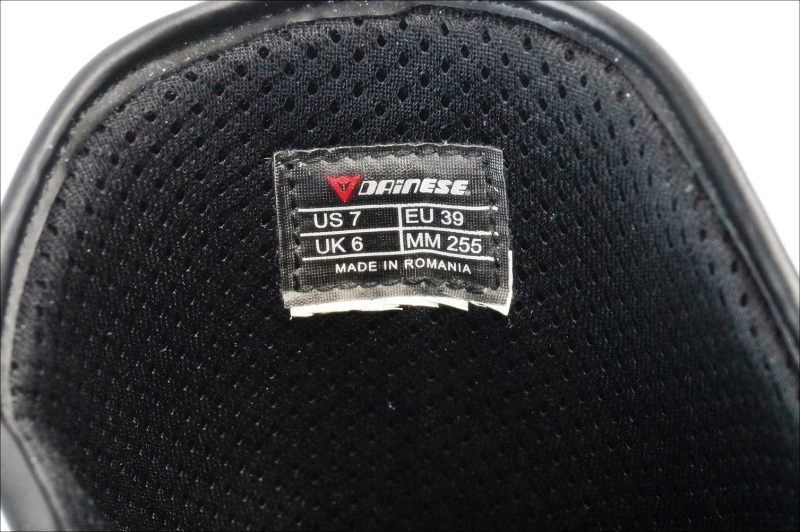 DAINESE
US 7 EU 39
UK 6 MM 255
MADE IN ROMANIA